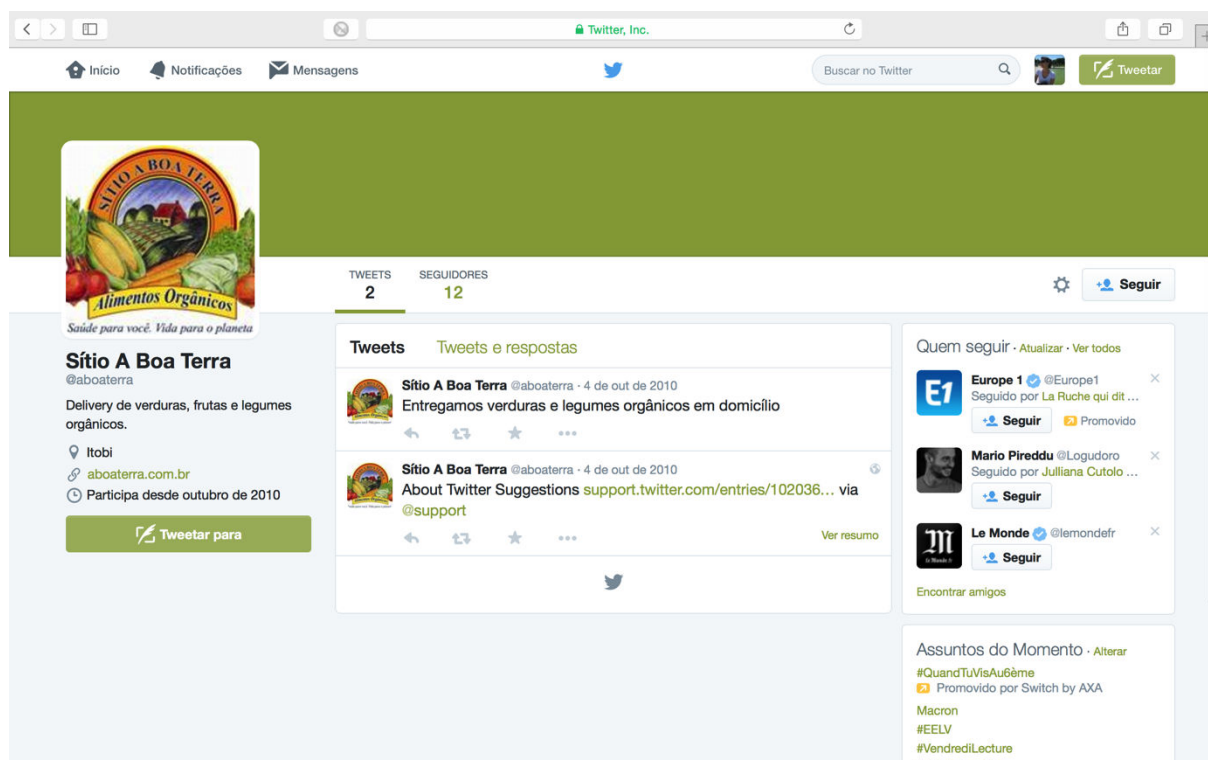 Twitter, Inc.
Início
Notificações
Mensagens
Buscar no Twitter
Tweetar
SÍTIO A BOA TERRA
Alimentos Orgânicos
Saúde para você. Vida para o planeta
TWEETS
2
SEGUIDORES
12
Seguir
Sítio A Boa Terra
@aboaterra
Delivery de verduras, frutas e legumes
orgânicos.
Itobi
aboaterra.com.br
Participa desde outubro de 2010
Tweetar para
Tweets Tweets e respostas
Sítio A Boa Terra @aboaterra · 4 de out de 2010
Entregamos verduras e legumes orgânicos em domicílio
Sítio A Boa Terra @aboaterra · 4 de out de 2010
About Twitter Suggestions support.twitter.com/entries/102036... via
@support
Ver resumo
Quem seguir · Atualizar · Ver todos
E1
Europe 1 @Europe1
Seguido por La Ruche qui dit ...
Seguir
Promovido
Mario Pireddu @Logudoro
Seguido por Julliana Cutolo ...
Seguir
Le Monde @lemondefr
Seguir
Encontrar amigos
Assuntos do Momento · Alterar
#QuandTuVisAu6ème
Promovido por Switch by AXA
Macron
#EELV
#VendrediLecture